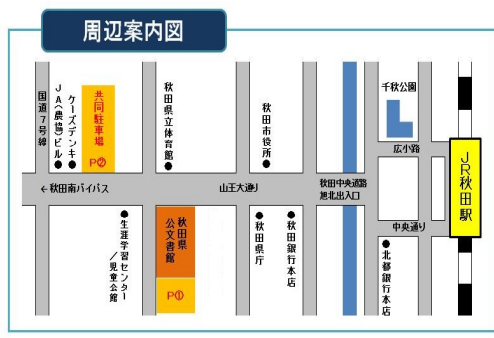 周辺案内図
国道7号線
JA(農協)ビル●
ケーズデンキ●
共同駐車場
P②
秋田県立体育館●
秋田市役所●
千秋公園
広小路
JR秋田駅
←秋田南バイパス
山王大通り
秋田中央道路
旭北出入口
中央通り
●生涯学習センター
/児童会館
秋田県
公文書館
P①
●秋田県庁
●秋田銀行本店
●北都銀行本店